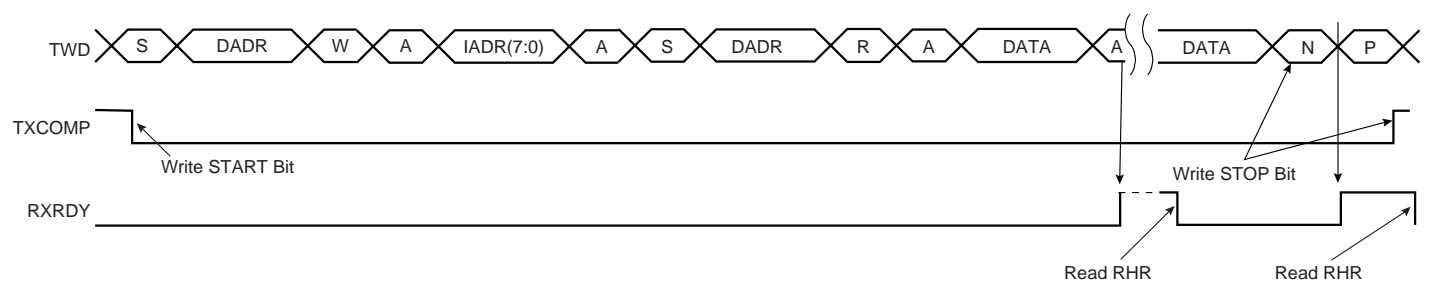 TWD S DADR W A IADR(7:0) A S DADR R A DATA A DATA N P
TXCOMP
Write START Bit
Write STOP Bit
RXRDY
Read RHR Read RHR